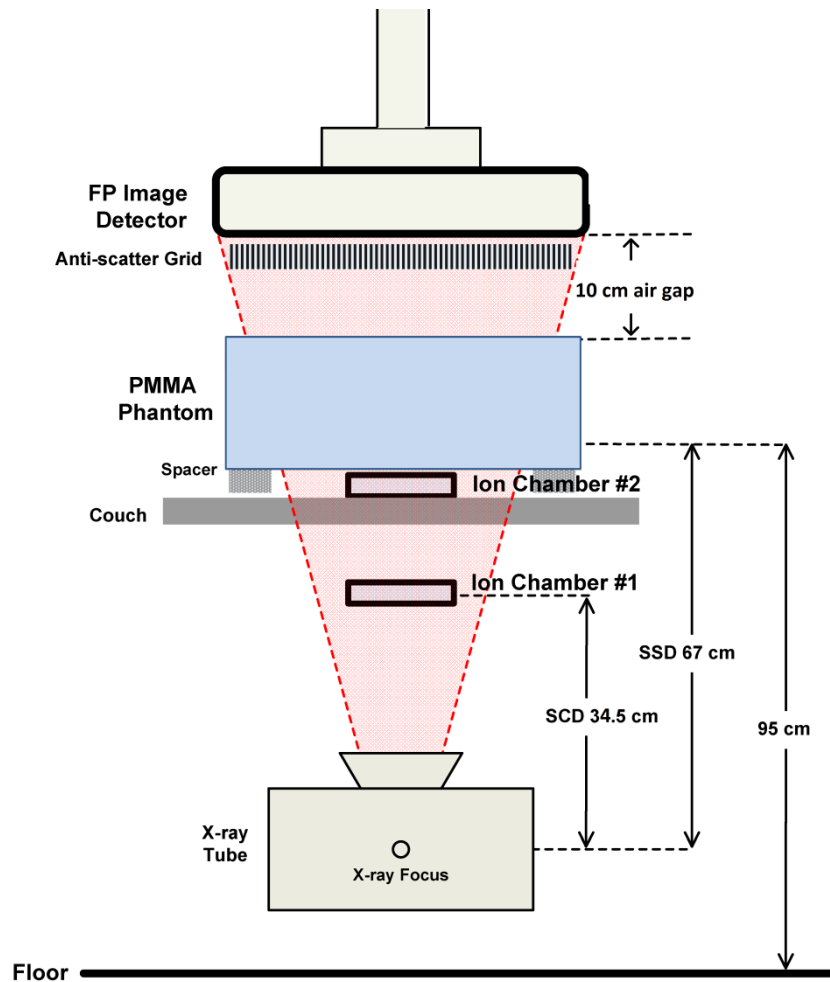 FP Image
Detector
Anti-scatter Grid
10 cm air gap
PMMA
Phantom
Spacer
Ion Chamber #2
Couch
Ion Chamber #1
SSD 67 cm
SCD 34.5 cm
95 cm
X-ray
Tube
X-ray Focus
Floor